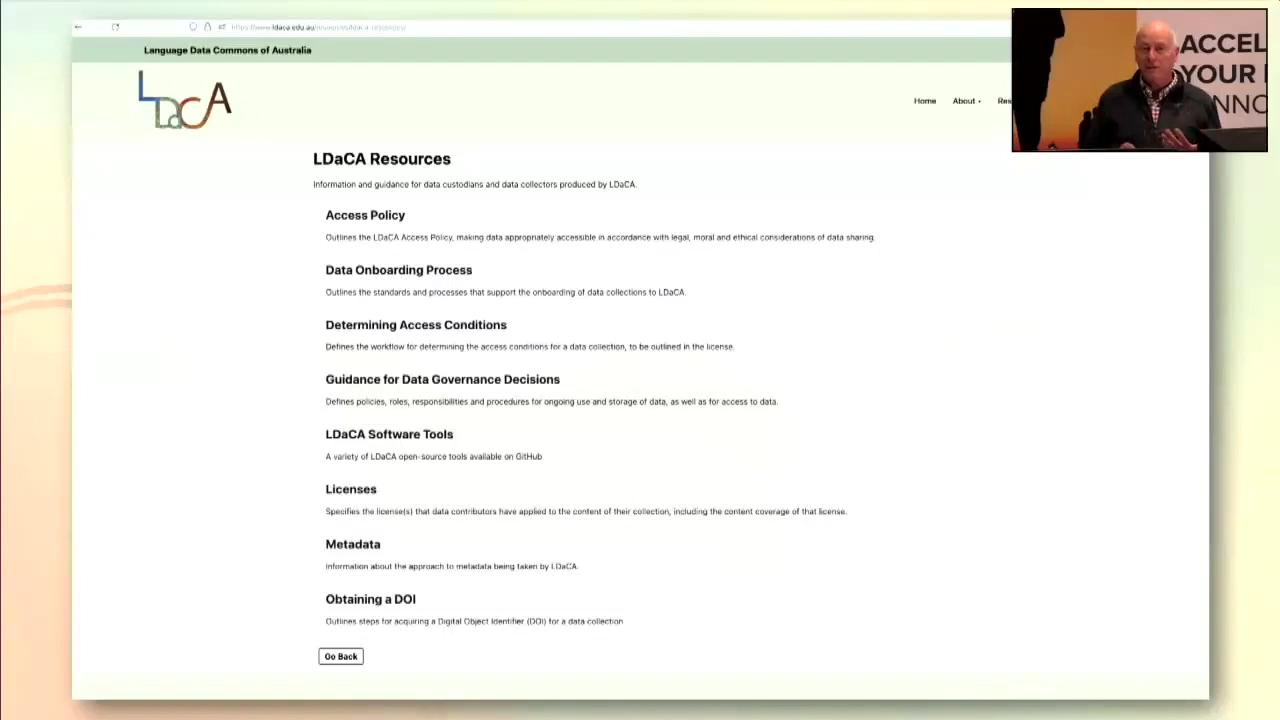 Language Data Commons of Australia
LDaCA
Home
About
Res
ACCEL
YOUR
NNO
LDaCA Resources
Information and guidance for data custodians and data collectors produced by LDaCA.
Access Policy
Outlines the LDaCA Access Policy, making data appropriately accessible in accordance with legal, moral and ethical considerations of data sharing.
Data Onboarding Process
Outlines the standards and processes that support the onboarding of data collections to LDaCA.
Determining Access Conditions
Defines the workflow for determining the access conditions for a data collection, to be outlined in the license.
Guidance for Data Governance Decisions
Defines policies, roles, responsibilities and procedures for ongoing use and storage of data, as well as for access to data.
LDaCA Software Tools
A variety of LDaCA open-source tools available on GitHub
Licenses
Specifies the license(s) that data contributors have applied to the content of their collection, including the content coverage of that license.
Metadata
Information about the approach to metadata being taken by LDaCA.
Obtaining a DOI
Outlines steps for acquiring a Digital Object Identifier (DOI) for a data collection
Go Back